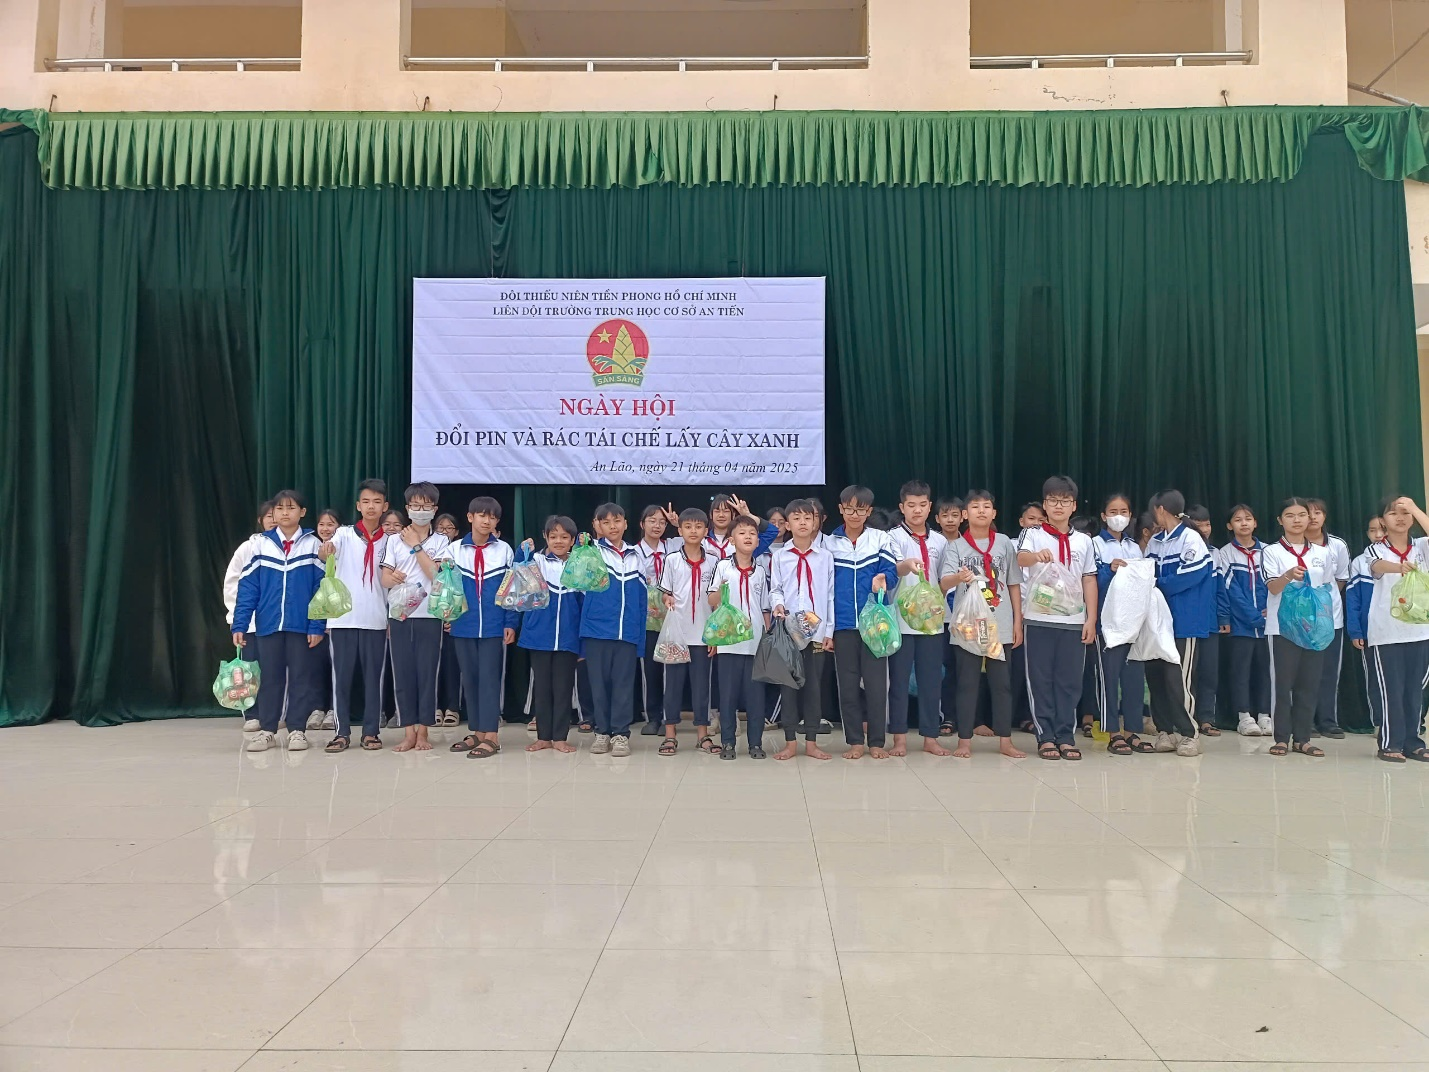 ĐỘI THIẾU NIÊN TIỀN PHONG HỒ CHÍ MINH
LIÊN ĐỘI TRƯỜNG TRUNG HỌC CƠ SỞ AN TIẾN
SẴN SÀNG
NGÀY HỘI
ĐỔI PIN VÀ RÁC TÁI CHẾ LẤY CÂY XANH
An Lão, ngày 21 tháng 04 năm 2025